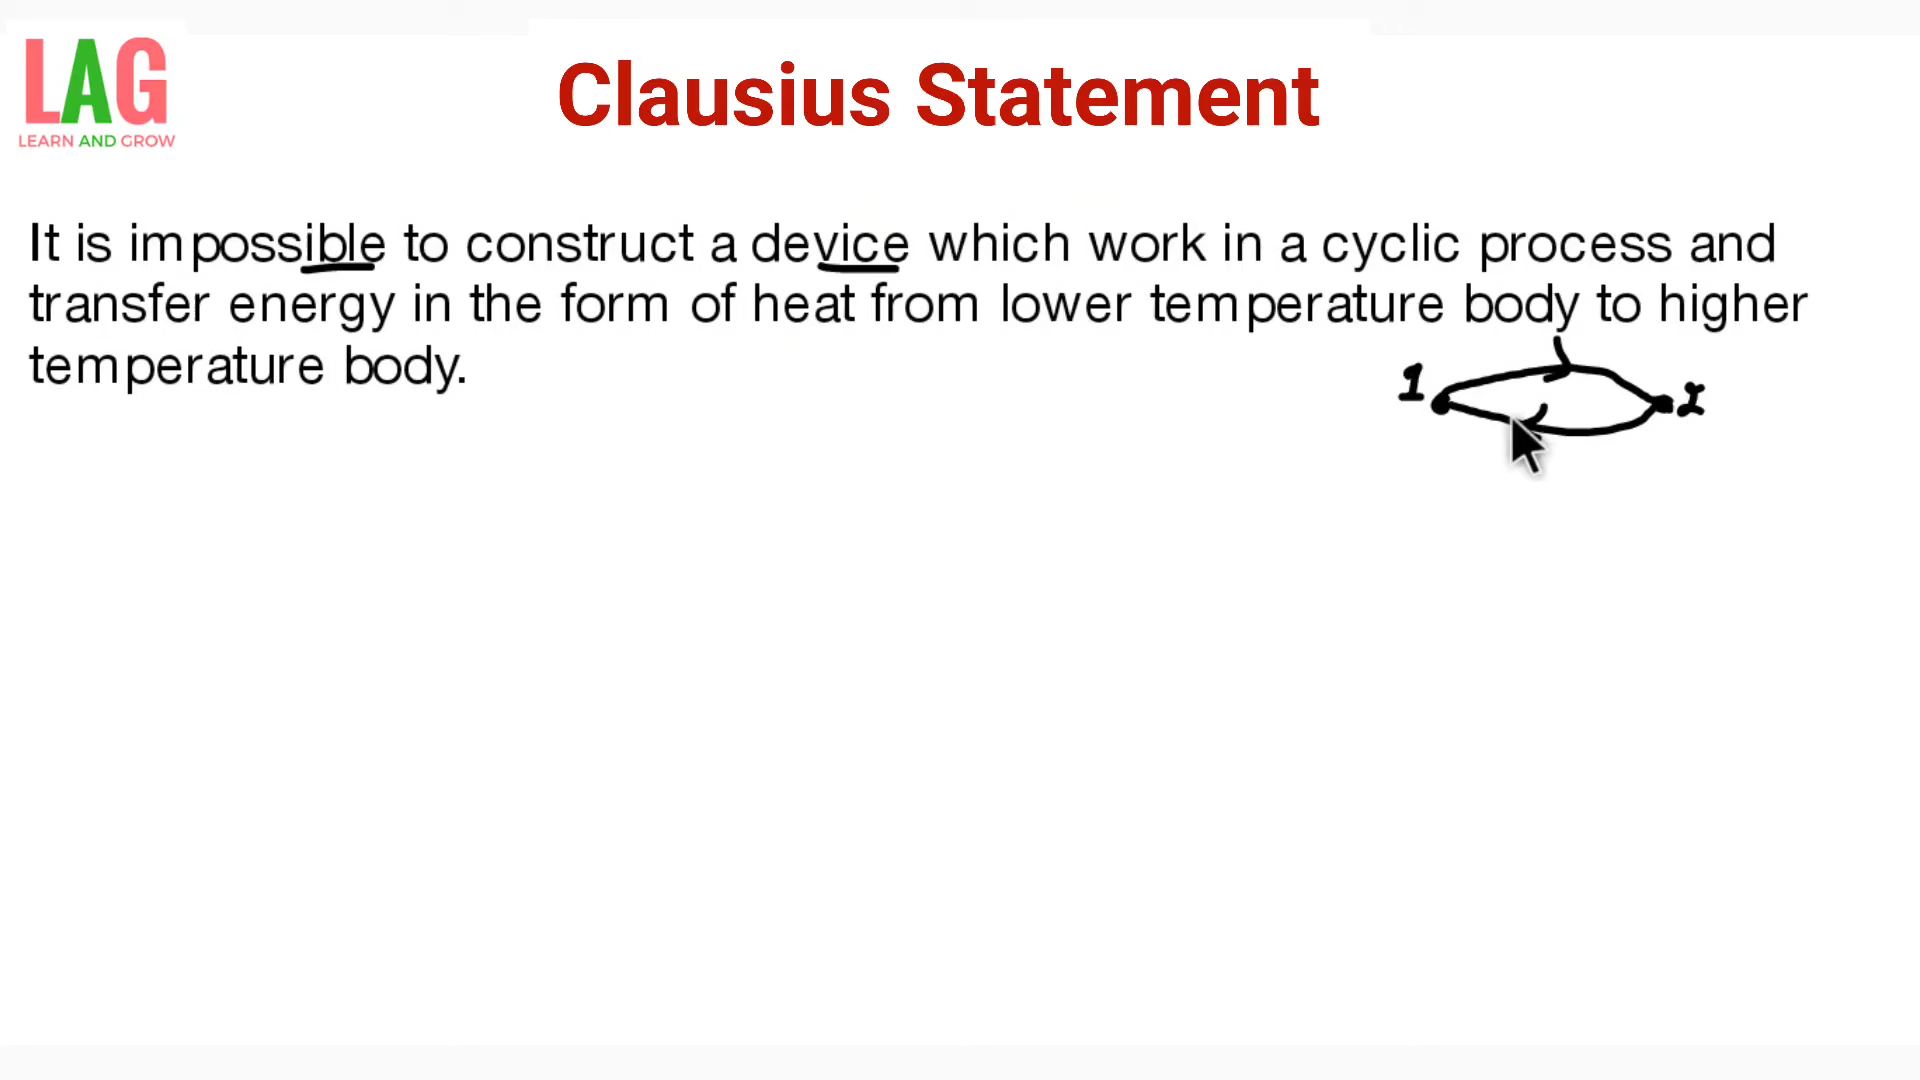 LAG
LEARN AND GROW
Clausius Statement
It is impossible to construct a device which work in a cyclic process and
transfer energy in the form of heat from lower temperature body to higher
temperature body.
1
2